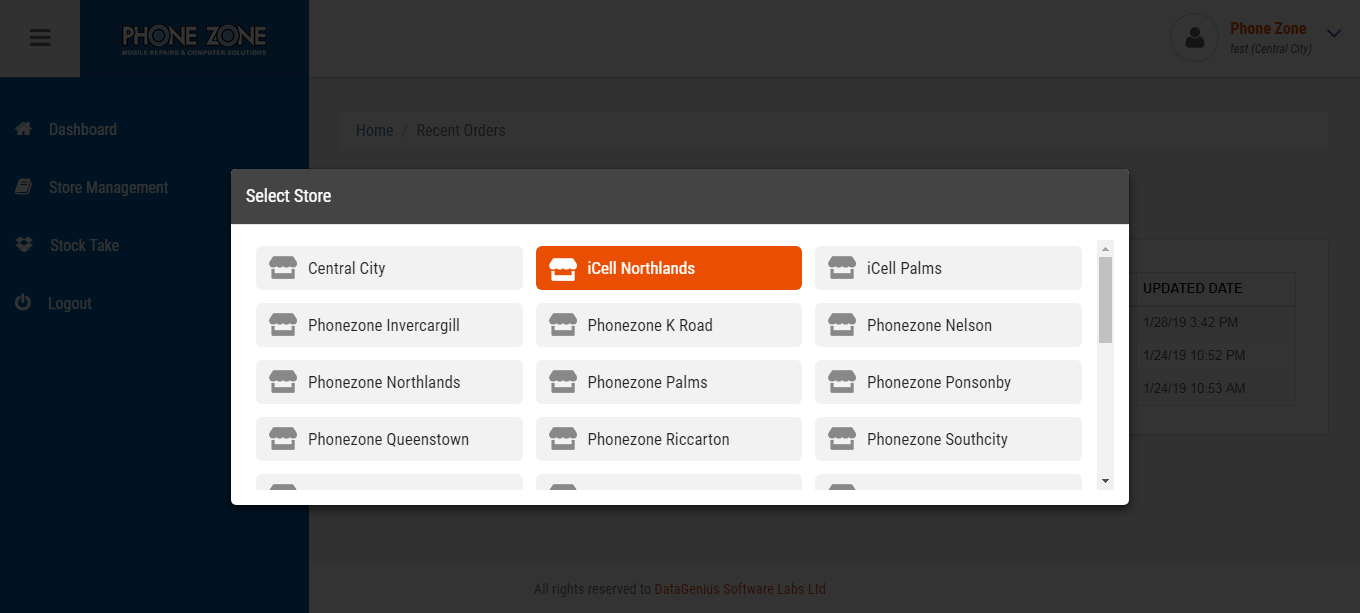 PHONE ZONE
MOBILE REPAIRS & COMPUTER SOLUTIONS
Phone Zone
test (Central City)
Dashboard
Store Management
Stock Take
Logout
Home / Recent Orders
Select Store
Central City
iCell Northlands
iCell Palms
Phonezone Invercargill
Phonezone K Road
Phonezone Nelson
Phonezone Northlands
Phonezone Palms
Phonezone Ponsonby
Phonezone Queenstown
Phonezone Riccarton
Phonezone Southcity
UPDATED DATE
1/28/19 3:42 PM
1/24/19 10:52 PM
1/24/19 10:53 AM
All rights reserved to DataGenius Software Labs Ltd